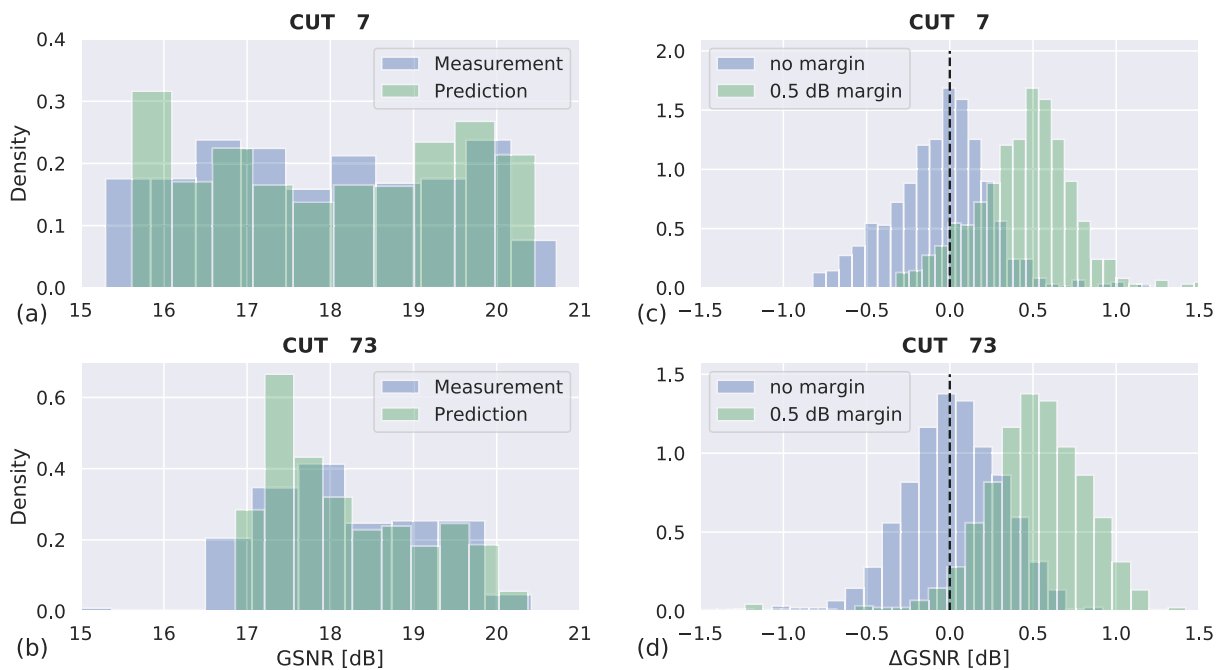 CUT 7
0.4
0.3
0.2
0.1
0.0
Density
Measurement
Prediction
15 16 17 18 19 20 21
(a)
CUT 7
2.0
1.5
1.0
0.5
0.0
no margin
0.5 dB margin
−1.5 −1.0 −0.5 0.0 0.5 1.0 1.5
(c)
CUT 73
0.6
0.4
0.2
0.0
Density
Measurement
Prediction
15 16 17 18 19 20 21
(b)
GSNR [dB]
CUT 73
1.5
1.0
0.5
0.0
no margin
0.5 dB margin
−1.5 −1.0 −0.5 0.0 0.5 1.0 1.5
(d)
ΔGSNR [dB]